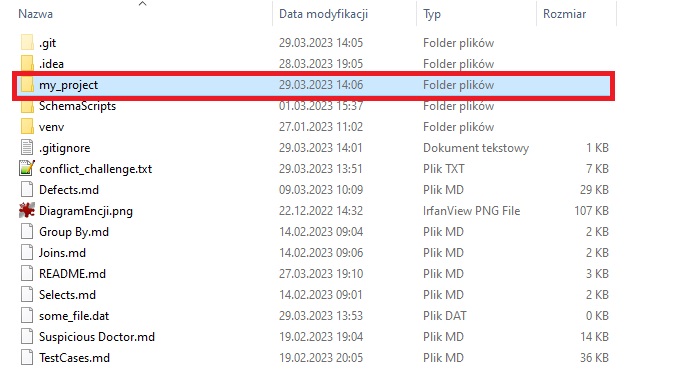 Nazwa Data modyfikacji Typ Rozmiar
.git 29.03.2023 14:05 Folder plików
.idea 28.03.2023 19:05 Folder plików
my_project 29.03.2023 14:06 Folder plików
SchemaScripts 01.03.2023 15:37 Folder plików
venv 27.01.2023 11:02 Folder plików
.gitignore 29.03.2023 14:01 Dokument tekstowy 1 KB
conflict_challenge.txt 29.03.2023 13:51 Plik TXT 7 KB
Defects.md 09.03.2023 10:09 Plik MD 29 KB
DiagramEncji.png 22.12.2022 14:32 IrfanView PNG File 107 KB
Group By.md 14.02.2023 09:04 Plik MD 2 KB
Joins.md 14.02.2023 09:04 Plik MD 2 KB
README.md 27.03.2023 19:10 Plik MD 3 KB
Selects.md 14.02.2023 09:01 Plik MD 2 KB
some_file.dat 29.03.2023 13:53 Plik DAT 0 KB
Suspicious Doctor.md 19.02.2023 19:04 Plik MD 14 KB
TestCases.md 19.02.2023 20:05 Plik MD 36 KB